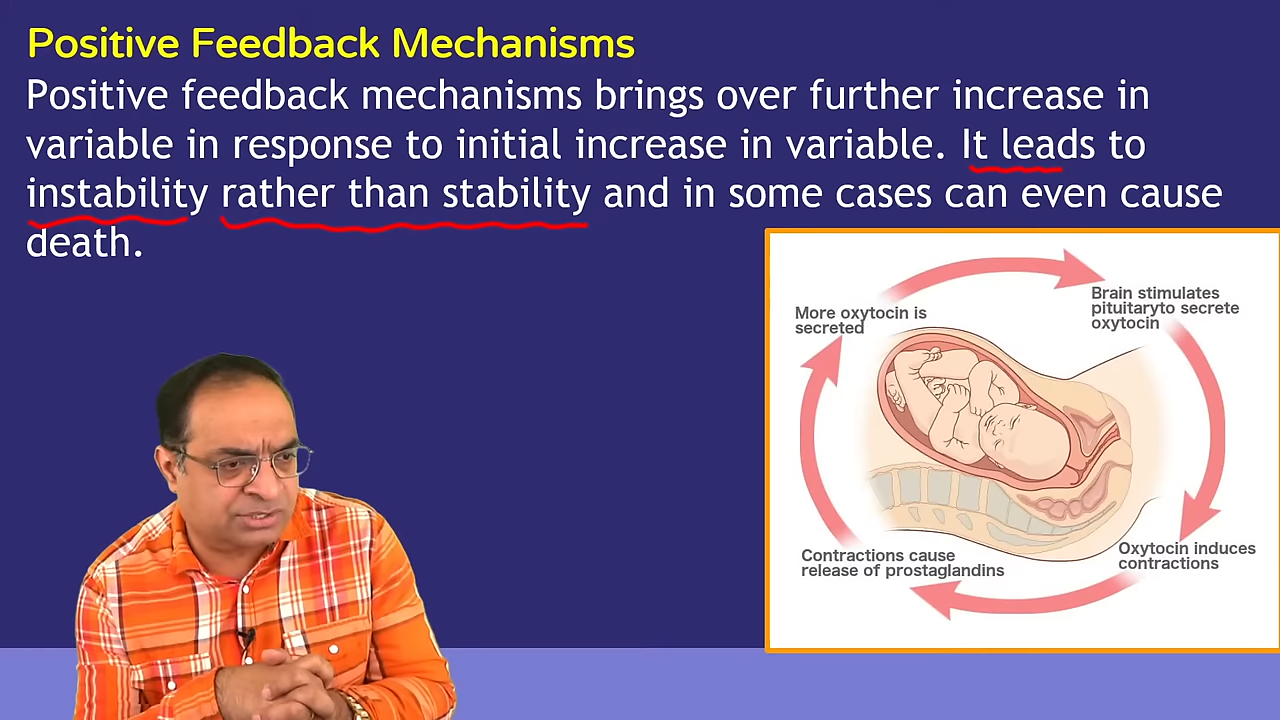 Positive Feedback Mechanisms
Positive feedback mechanisms brings over further increase in
variable in response to initial increase in variable. It leads to
instability rather than stability and in some cases can even cause
death.
More oxytocin is
secreted
Brain stimulates
pituitaryto secrete
oxytocin
Contractions cause
release of prostaglandins
Oxytocin induces
contractions